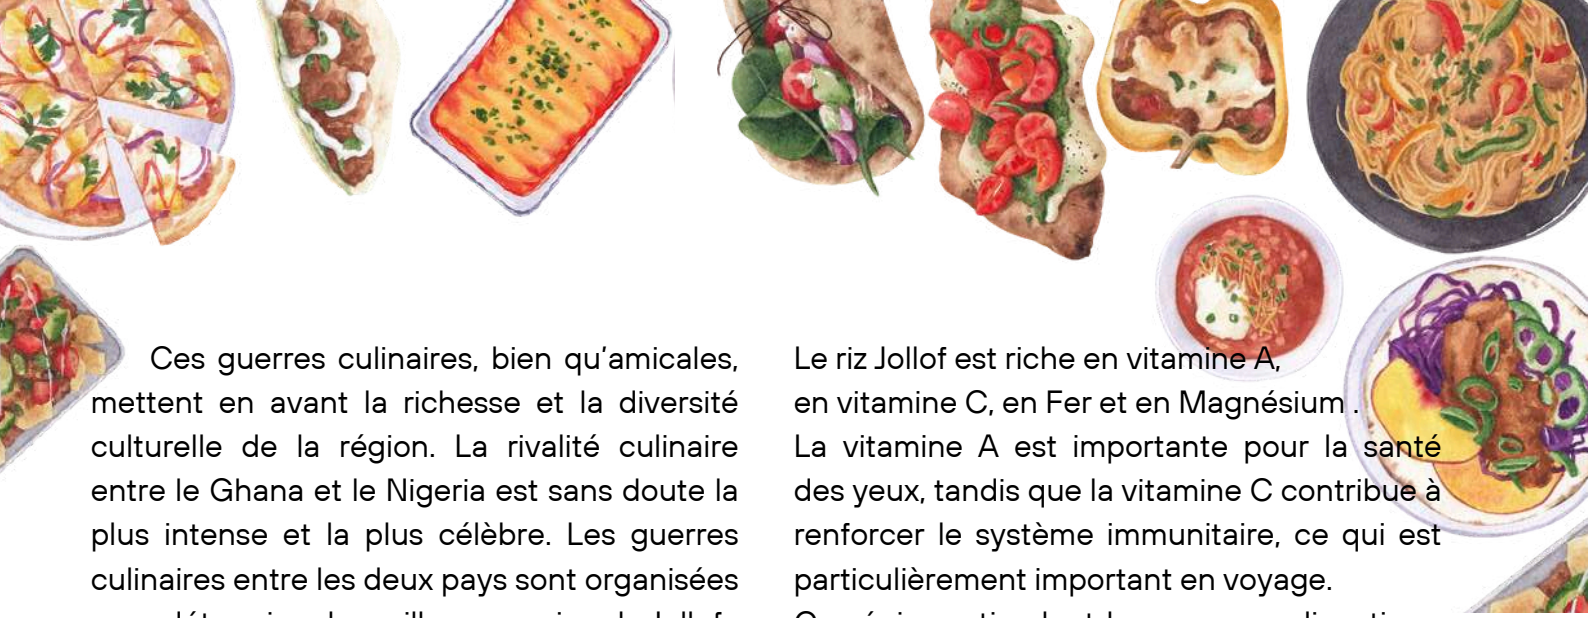 Ces guerres culinaires, bien qu'amicales,
mettent en avant la richesse et la diversité
culturelle de la région. La rivalité culinaire
entre le Ghana et le Nigeria est sans doute la
plus intense et la plus célèbre. Les guerres
culinaires entre les deux pays sont organisées
Le riz Jollof est riche en vitamine A,
en vitamine C, en Fer et en Magnésium .
La vitamine A est importante pour la santé
des yeux, tandis que la vitamine C contribue à
renforcer le système immunitaire, ce qui est
particulièrement important en voyage.